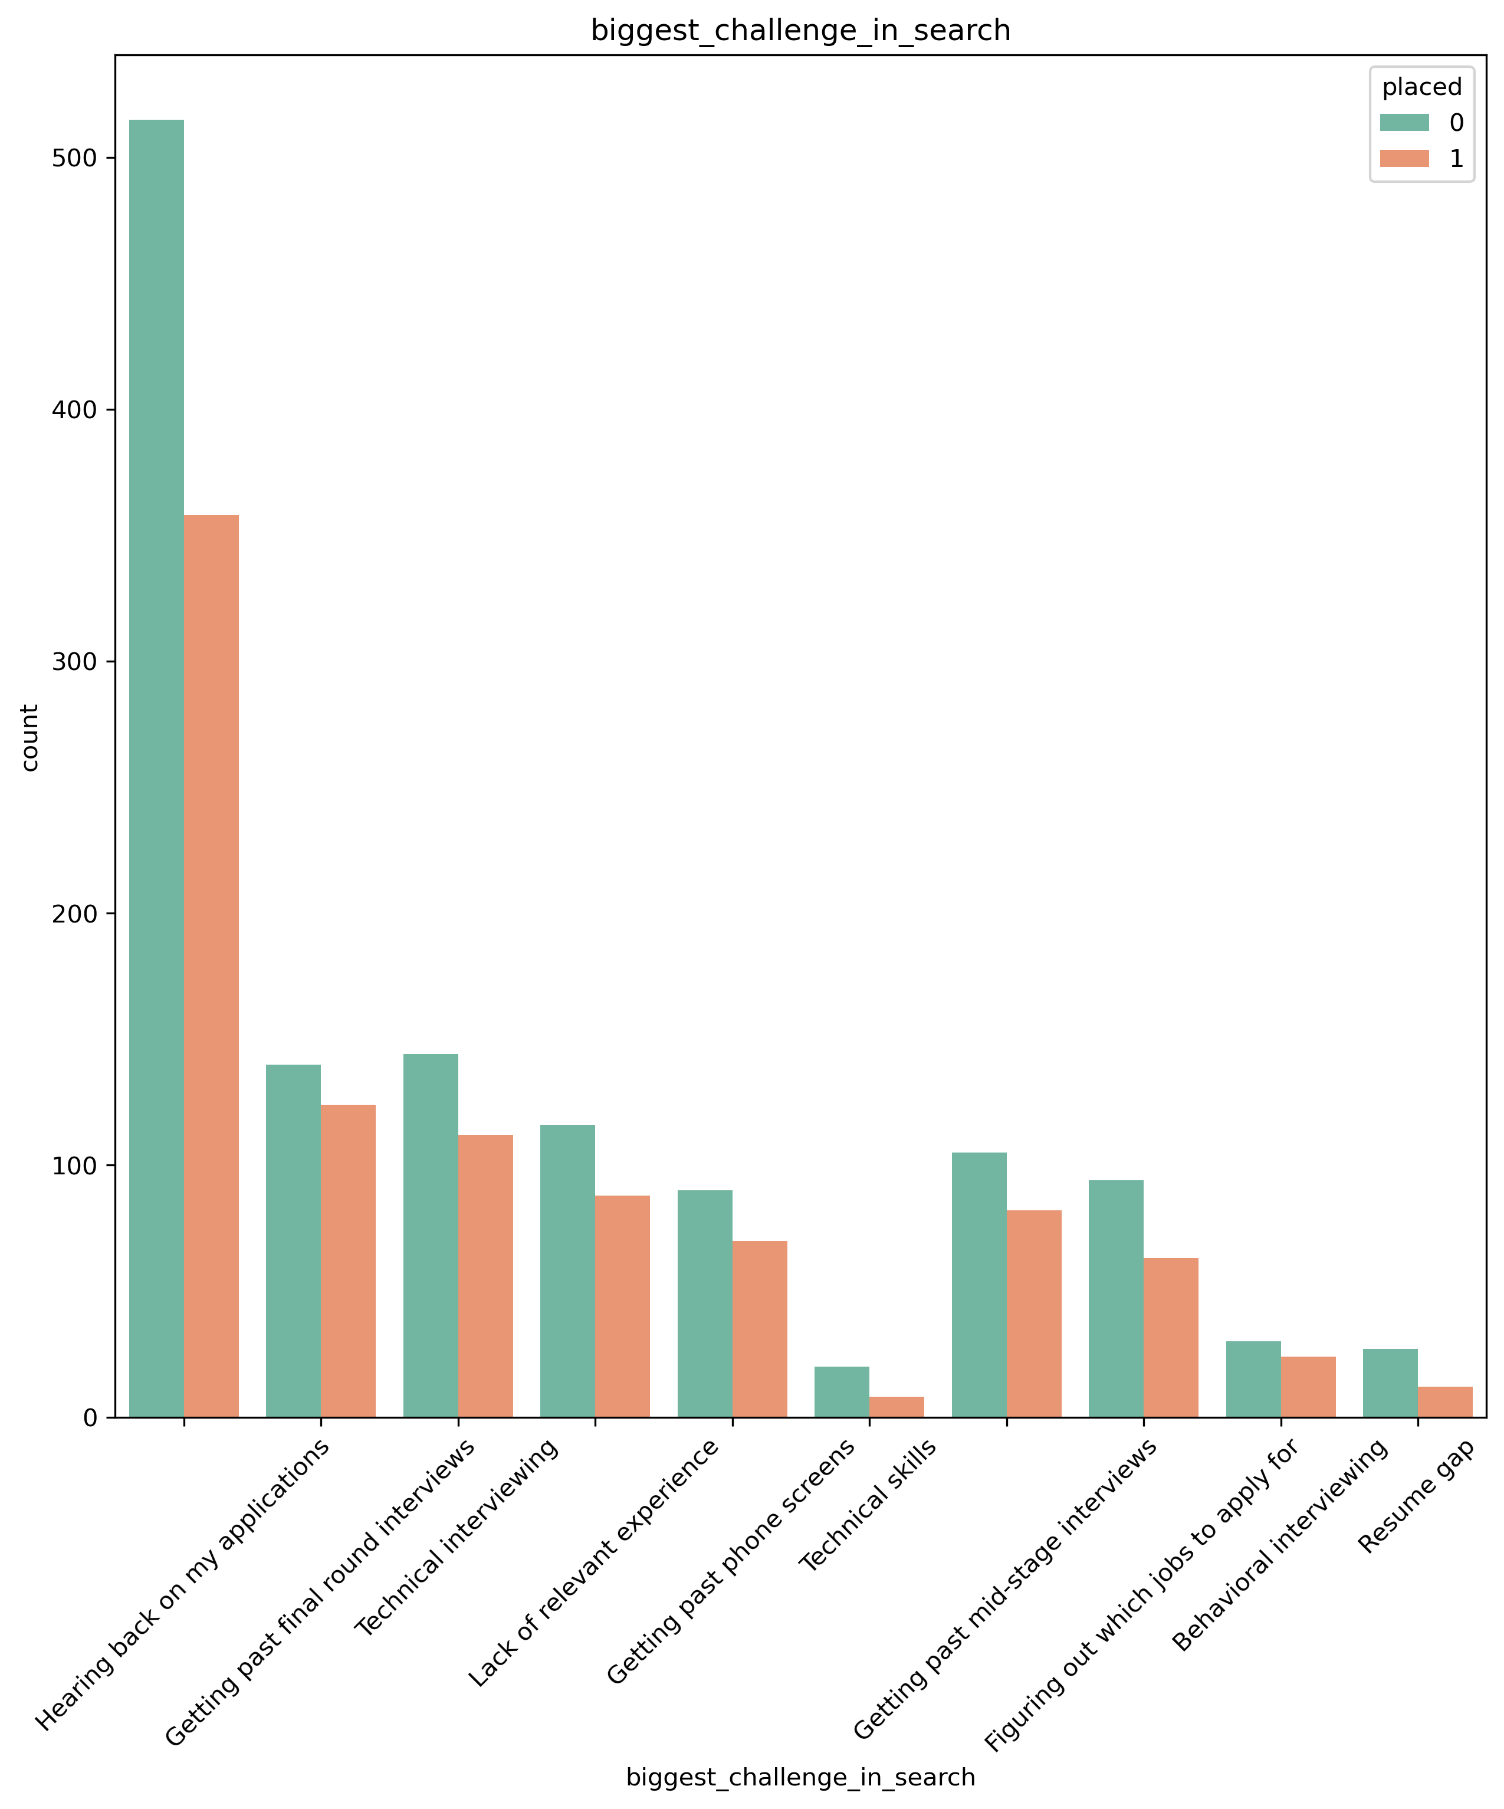 biggest_challenge_in_search
placed
0
1
500
400
300
200
100
0
count
Hearing back on my applications
Getting past final round interviews
Technical interviewing
Lack of relevant experience
Getting past phone screens
Technical skills
Getting past mid-stage interviews
Figuring out which jobs to apply for
Behavioral interviewing
Resume gap
biggest_challenge_in_search